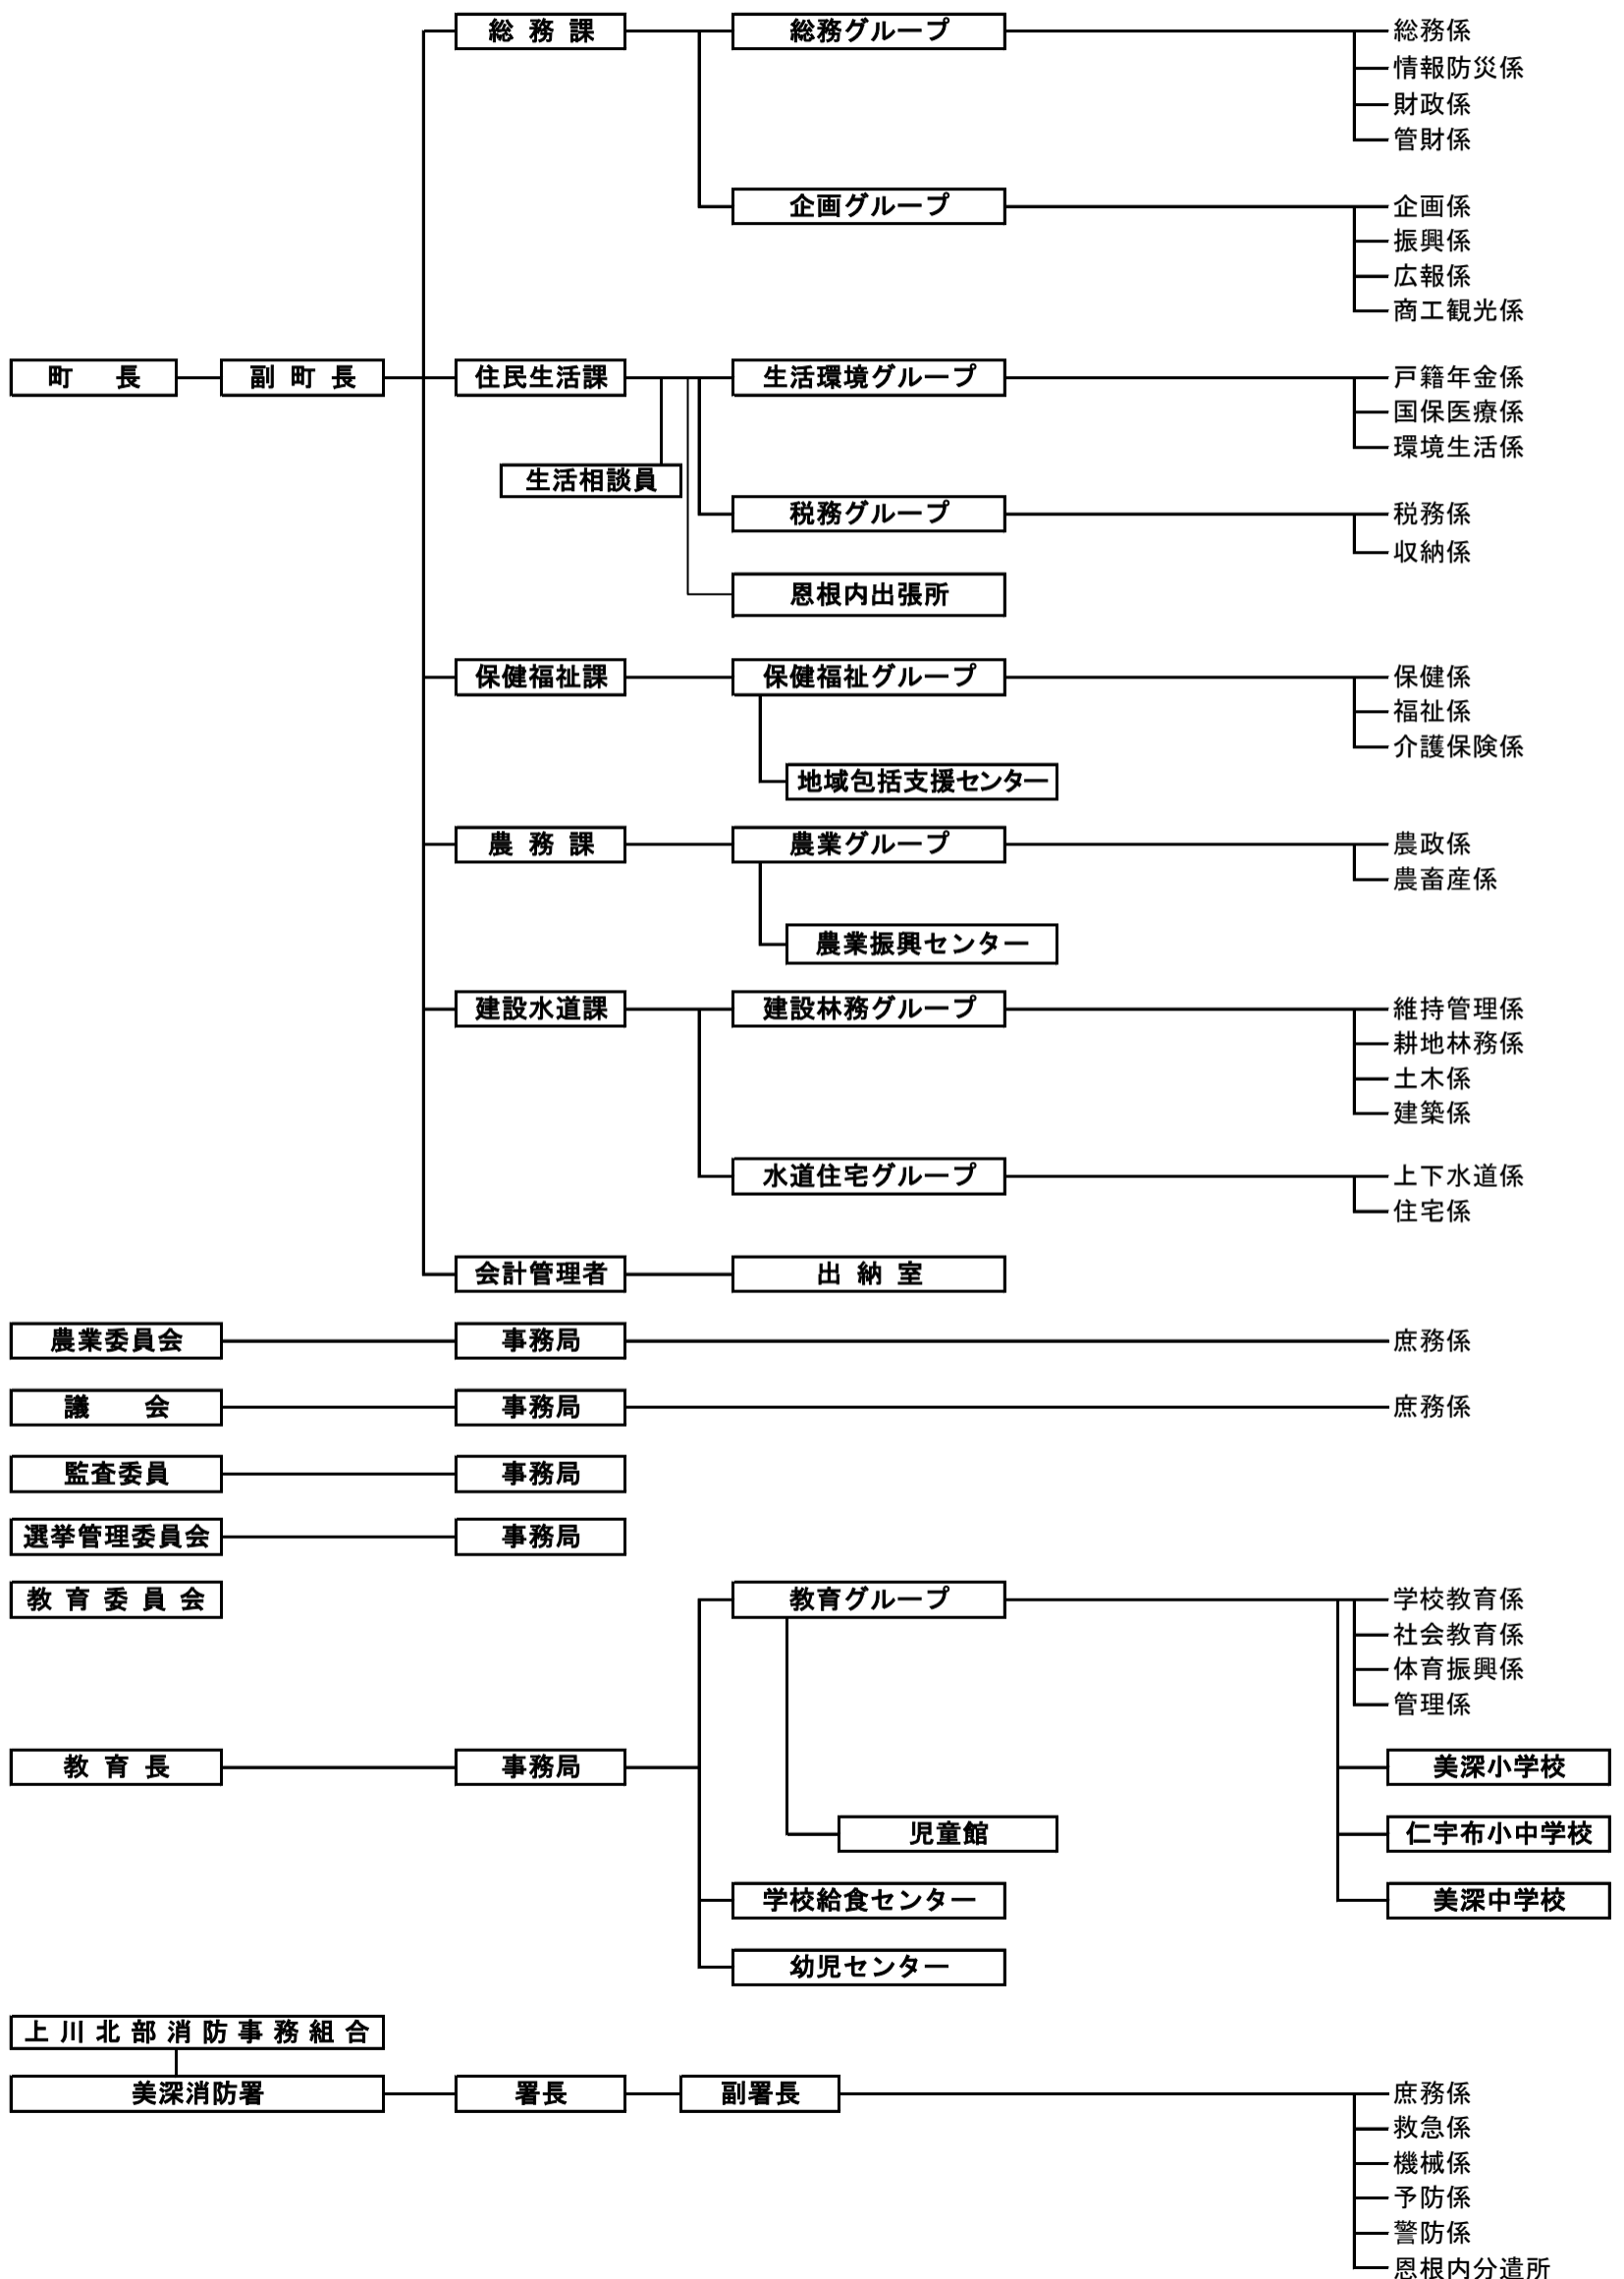 総務課 総務グループ 総務係
情報防災係
財政係
管財係
企画グループ 企画係
振興係
広報係
商工観光係
町長 副町長 住民生活課 生活環境グループ 戸籍年金係
国保医療係
環境生活係
生活相談員
税務グループ 税務係
収納係
恩根内出張所
保健福祉課 保健福祉グループ 保健係
福祉係
介護保険係
地域包括支援センター
農務課 農業グループ 農政係
農畜産係
農業振興センター
建設水道課 建設林務グループ 維持管理係
耕地林務係
土木係
建築係
水道住宅グループ 上下水道係
住宅係
会計管理者 出納室
農業委員会 事務局 庶務係
議会 事務局 庶務係
監査委員 事務局
選挙管理委員会 事務局
教育委員会 教育グループ 学校教育係
社会教育係
体育振興係
管理係
教育長 事務局 美深小学校
児童館 仁宇布小中学校
学校給食センター 美深中学校
幼児センター
上川北部消防事務組合
美深消防署 署長 副署長 庶務係
救急係
機械係
予防係
警防係
恩根内分遣所